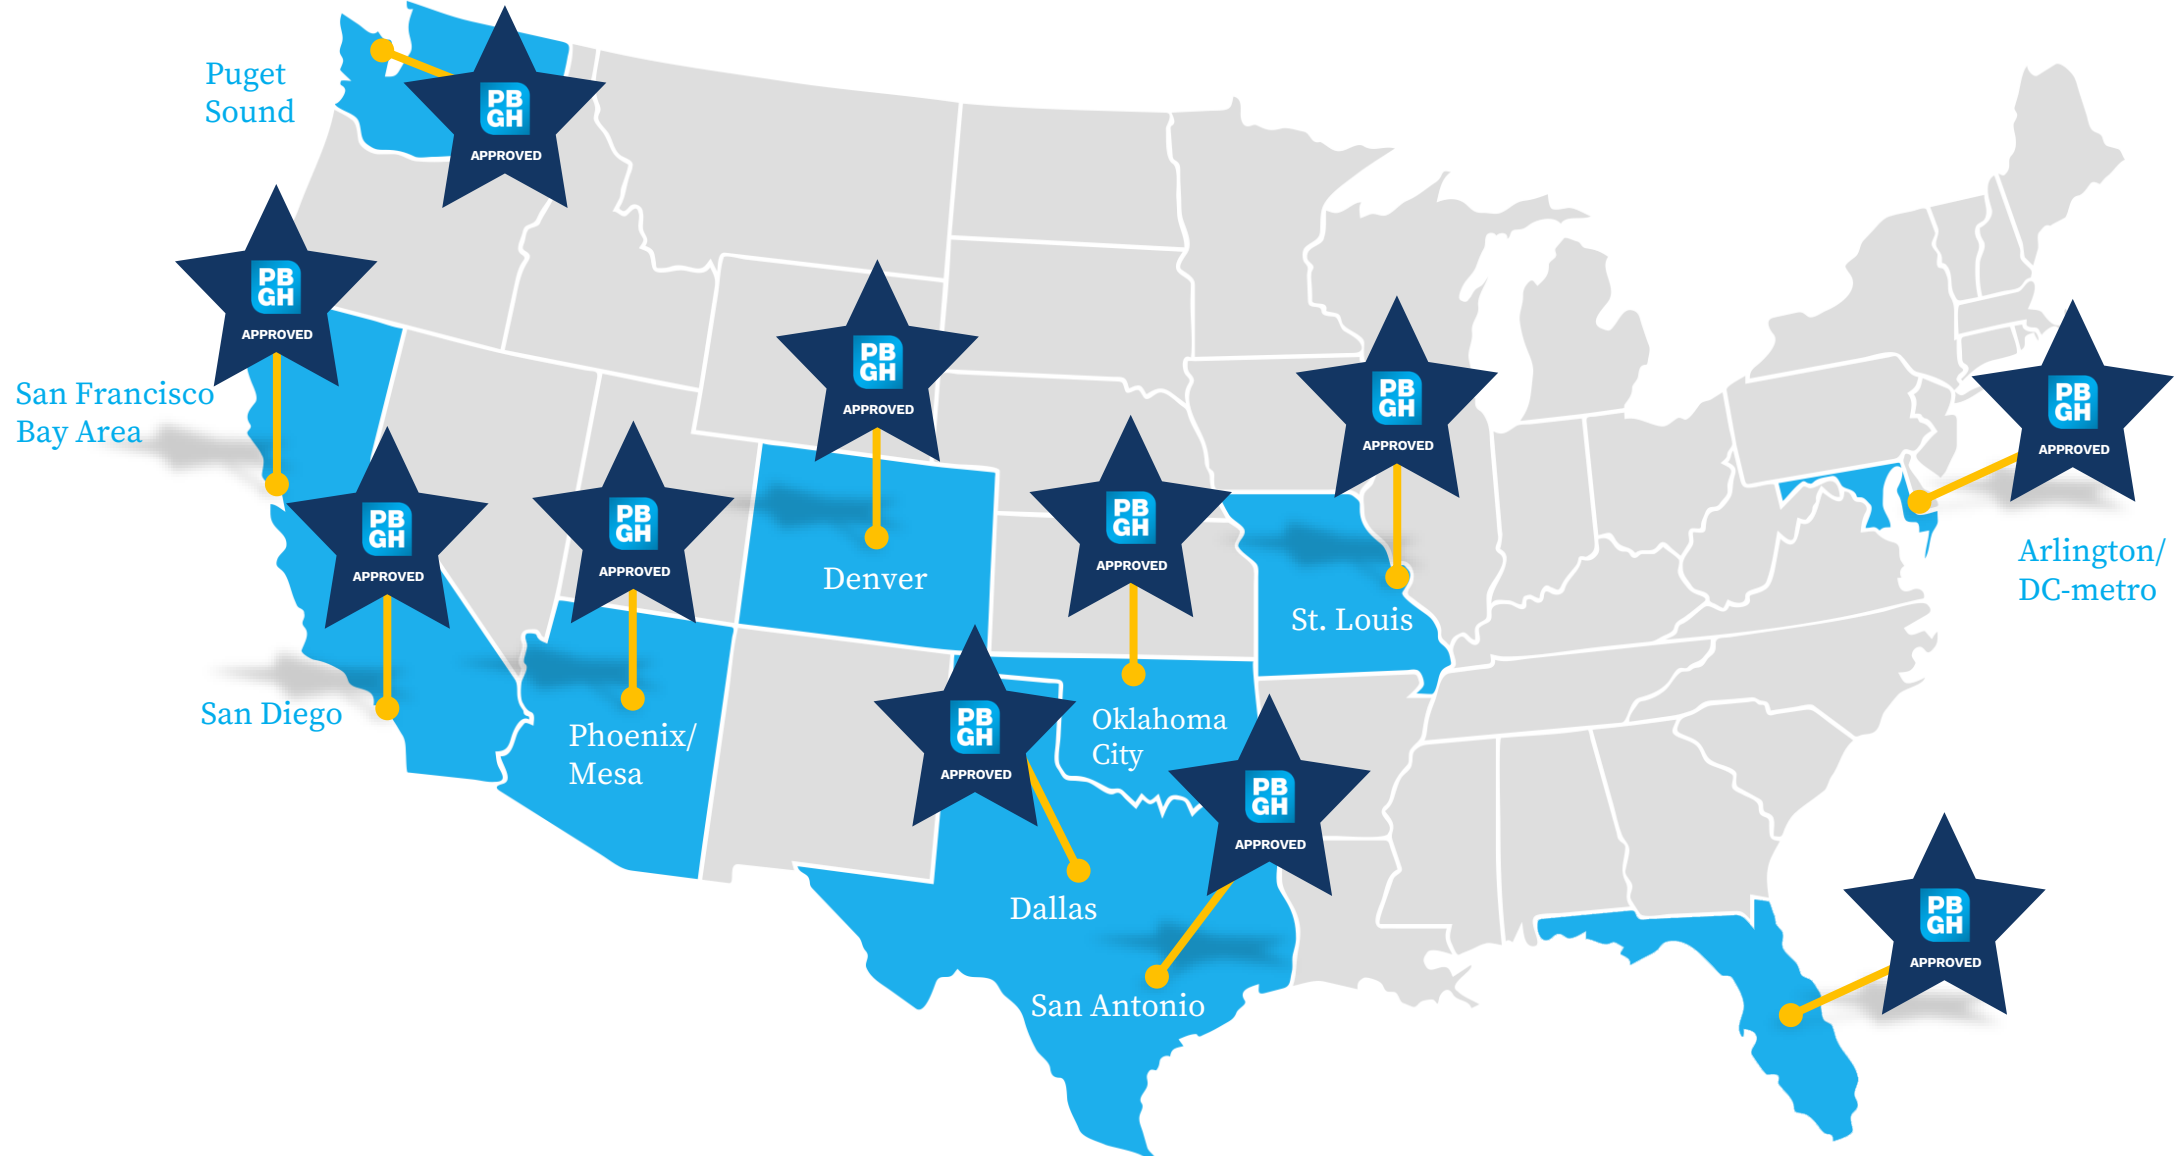 Puget
Sound
PB
GH
APPROVED
PB
GH
APPROVED
San Francisco
Bay Area
PB
GH
APPROVED
San Diego
PB
GH
APPROVED
Phoenix/
Mesa
PB
GH
APPROVED
Denver
PB
GH
APPROVED
Oklahoma
City
PB
GH
APPROVED
St. Louis
PB
GH
APPROVED
Arlington/
DC-metro
PB
GH
APPROVED
Dallas
PB
GH
APPROVED
San Antonio
PB
GH
APPROVED